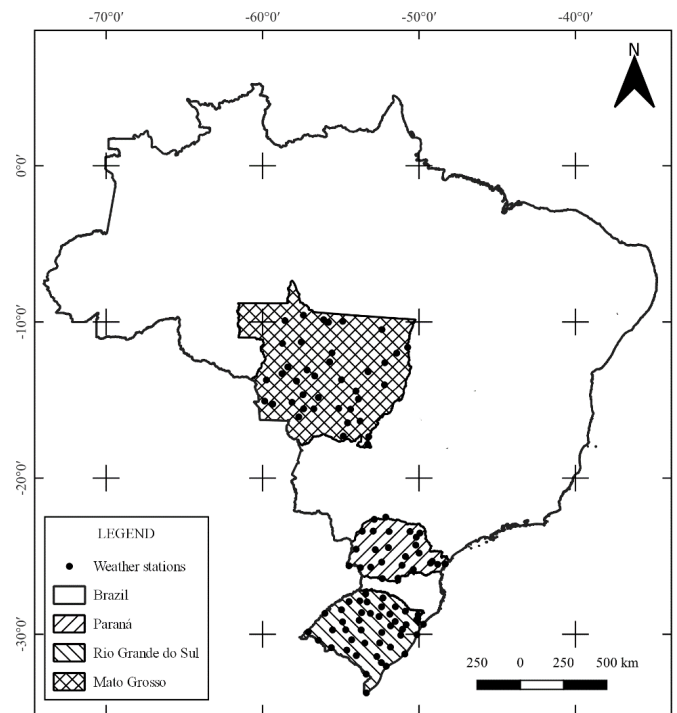 -70°0′ -60°0′ -50°0′ -40°0′
N
0°0′
-10°0′
-20°0′
-30°0′
LEGEND
Weather stations
Brazil
Paraná
Rio Grande do Sul
Mato Grosso
250 0 250 500 km